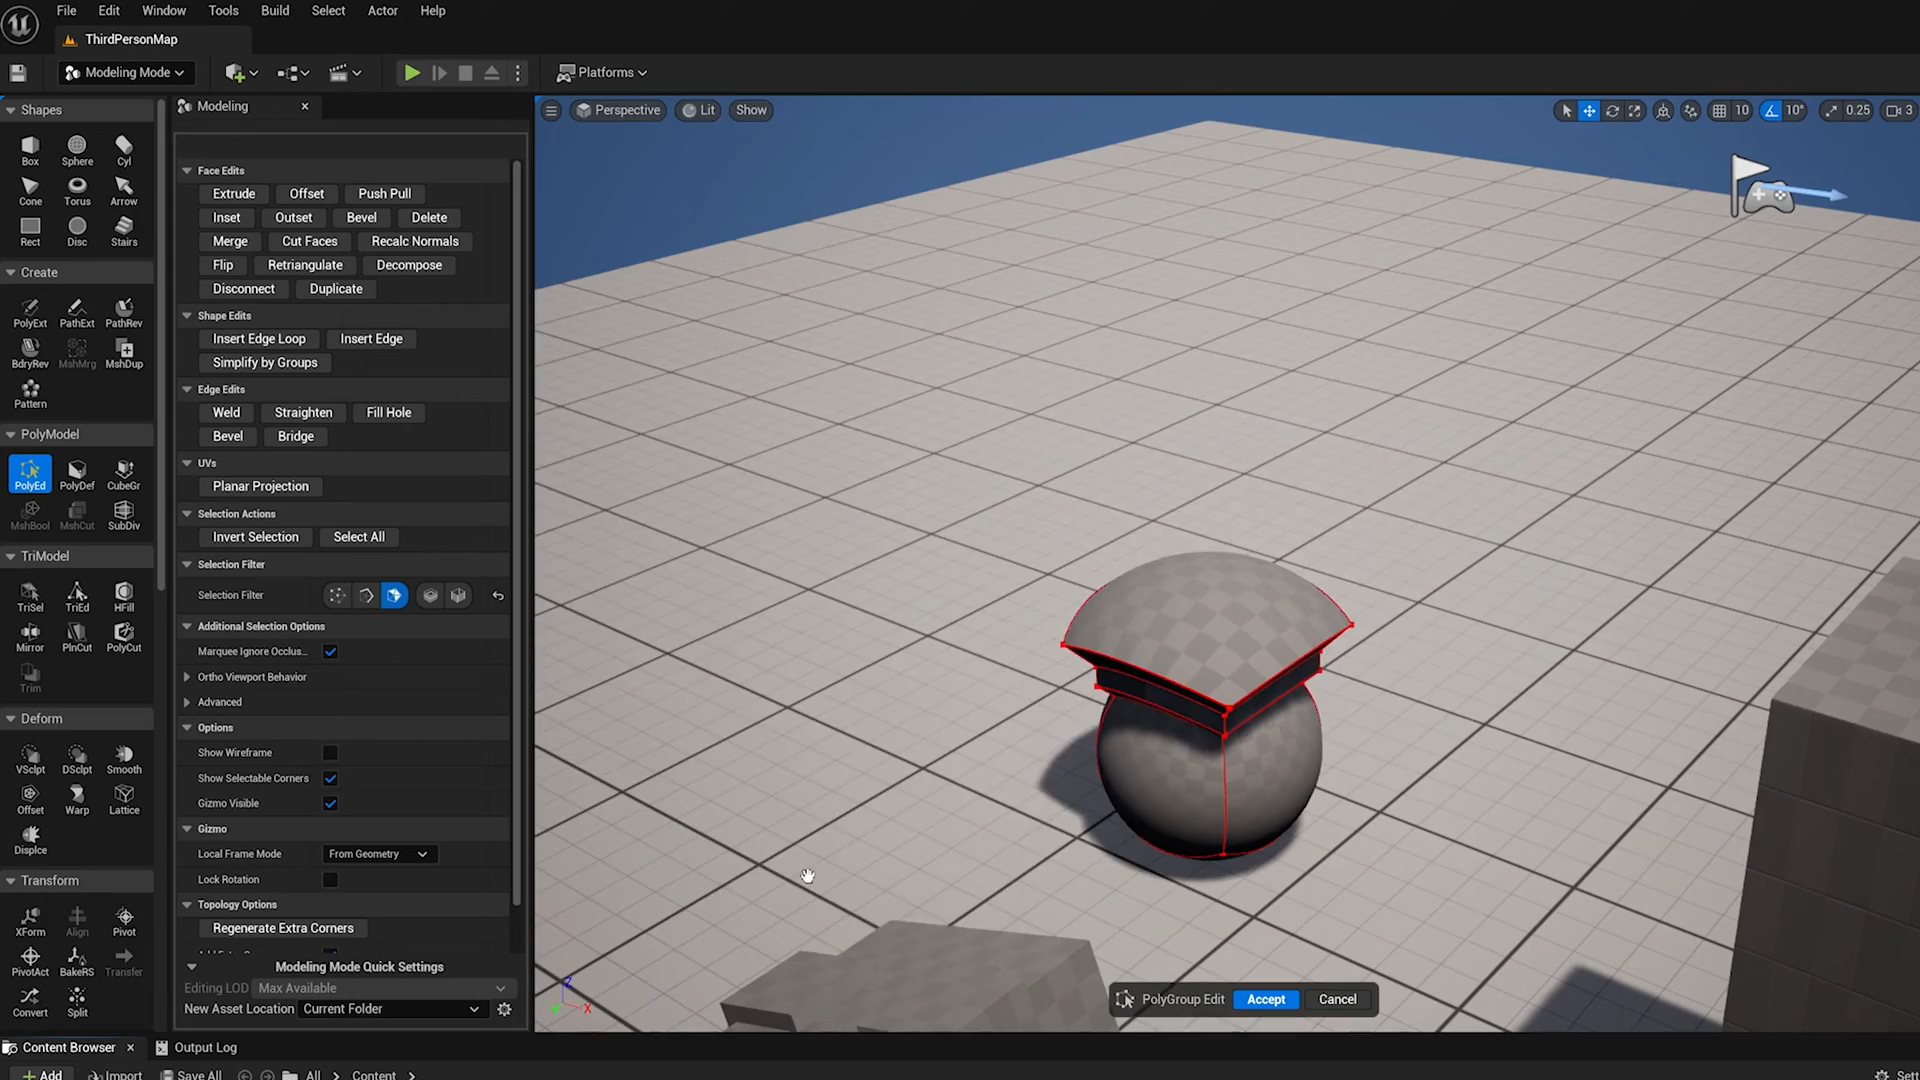 File Edit Window Tools Build Select Actor Help
ThirdPersonMap
Modeling Mode Platforms
Shapes
Box Sphere Cyl
Cone Torus Arrow
Rect Disc Stairs
Create
PolyExt PathExt PathRev
BdryRev MshMrg MshDup
Pattern
PolyModel
PolyEd PolyDef CubeGr
MshBool MshCut SubDiv
TriModel
TriSel TriEd HFill
Mirror PlnCut PolyCut
Trim
Deform
VSclpt DSclpt Smooth
Offset Warp Lattice
Displce
Transform
XForm Align Pivot
PivotAct BakeRS Transfer
Convert Split
Modeling
Face Edits
Extrude Offset Push Pull
Inset Outset Bevel Delete
Merge Cut Faces Recalc Normals
Flip Retriangulate Decompose
Disconnect Duplicate
Shape Edits
Insert Edge Loop Insert Edge
Simplify by Groups
Edge Edits
Weld Straighten Fill Hole
Bevel Bridge
UVs
Planar Projection
Selection Actions
Invert Selection Select All
Selection Filter
Selection Filter
Additional Selection Options
Marquee Ignore Occlus...
Ortho Viewport Behavior
Advanced
Options
Show Wireframe
Show Selectable Corners
Gizmo Visible
Gizmo
Local Frame Mode From Geometry
Lock Rotation
Topology Options
Regenerate Extra Corners
Modeling Mode Quick Settings
Editing LOD Max Available
New Asset Location Current Folder
Perspective Lit Show
10 10° 0.25 3
Z
Y X
PolyGroup Edit Accept Cancel
Content Browser Output Log
Add Import Save All All Content Sett